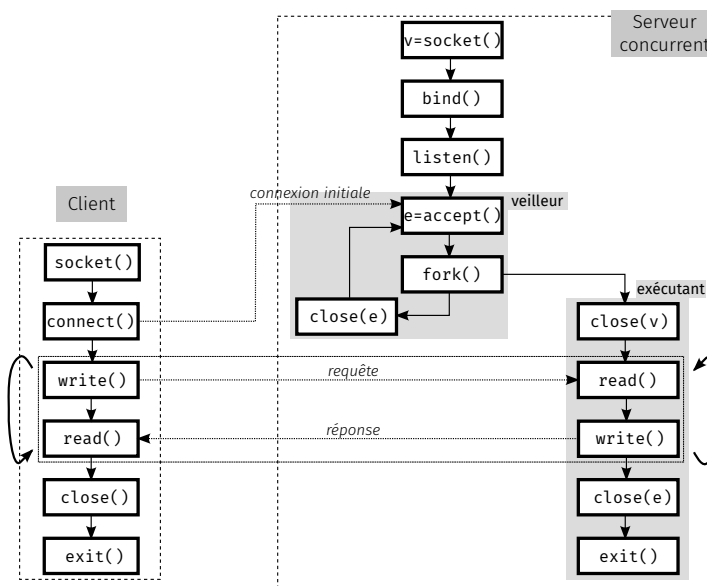 Serveur
concurrent
v=socket()
bind()
listen()
connexion initiale
veilleur
Client
e=accept()
socket()
fork()
exécutant
connect()
close(e)
close(v)
write()
requête
read()
read()
réponse
write()
close()
close(e)
exit()
exit()